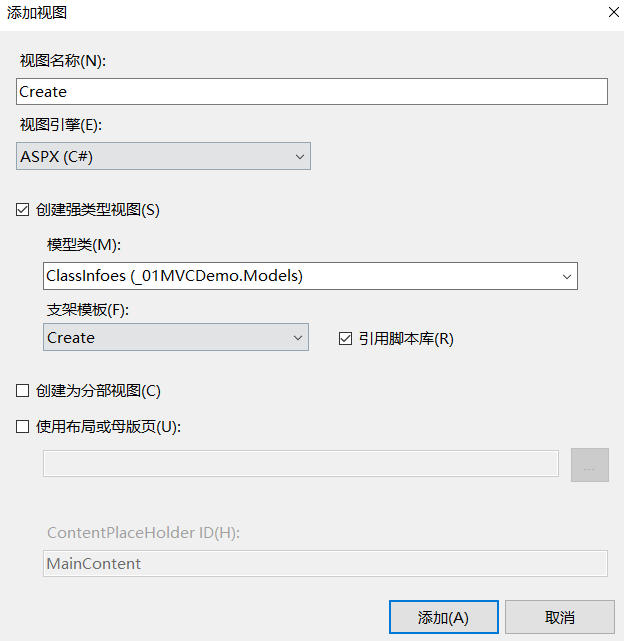 添加视图
视图名称(N):
Create
视图引擎(E):
ASPX (C#)
创建强类型视图(S)
模型类(M):
ClassInfoes (_01MVCDemo.Models)
支架模板(F):
Create
引用脚本库(R)
创建为分部视图(C)
使用布局或母版页(U):
...
ContentPlaceHolder ID(H):
MainContent
添加(A)
取消